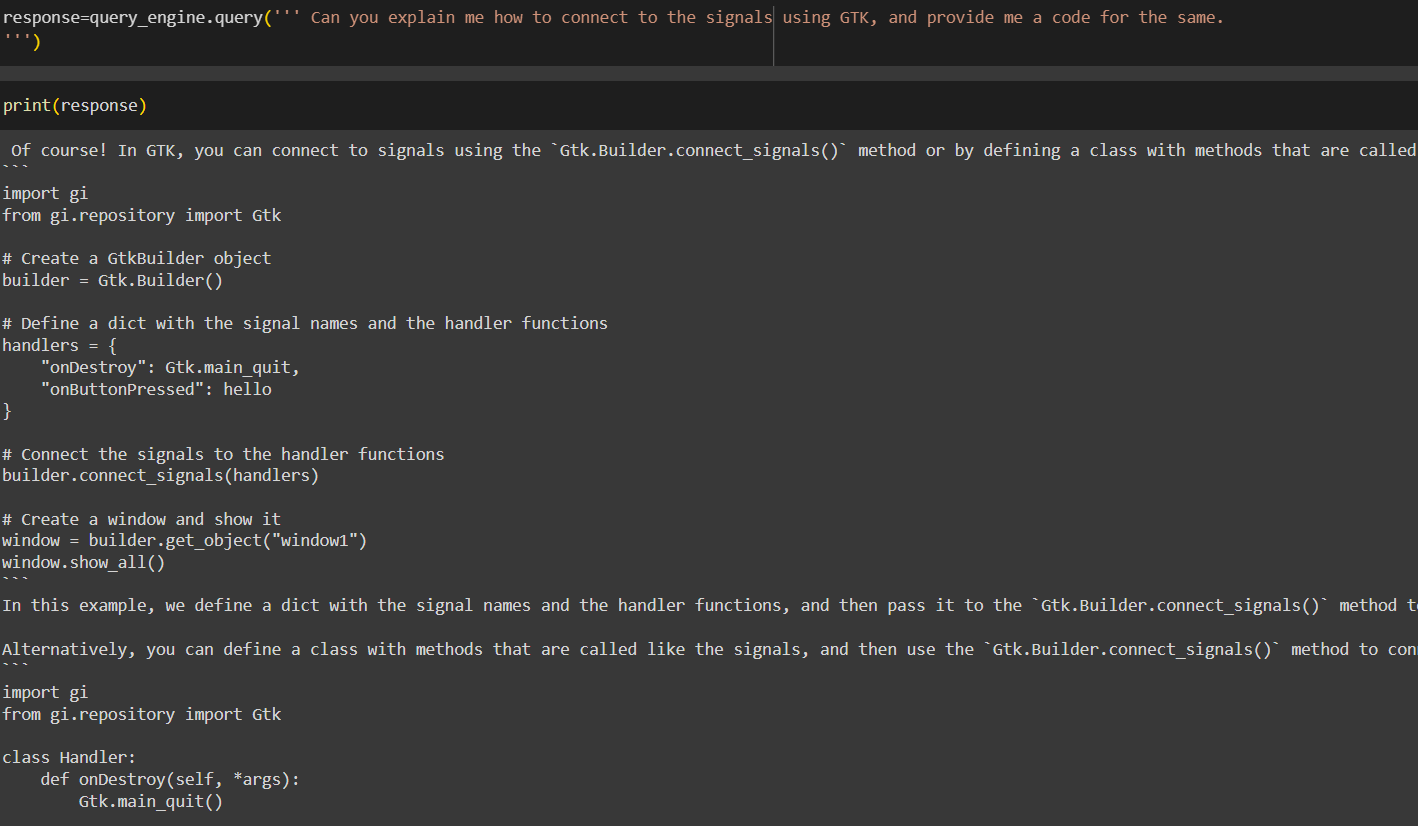 response=query_engine.query(''' Can you explain me how to connect to the signals using GTK, and provide me a code for the same.
''')
print(response)
 Of course! In GTK, you can connect to signals using the `Gtk.Builder.connect_signals()` method or by defining a class with methods that are called
```
import gi
from gi.repository import Gtk

# Create a GtkBuilder object
builder = Gtk.Builder()

# Define a dict with the signal names and the handler functions
handlers = {
    "onDestroy": Gtk.main_quit,
    "onButtonPressed": hello
}

# Connect the signals to the handler functions
builder.connect_signals(handlers)

# Create a window and show it
window = builder.get_object("window1")
window.show_all()
```
In this example, we define a dict with the signal names and the handler functions, and then pass it to the `Gtk.Builder.connect_signals()` method

Alternatively, you can define a class with methods that are called like the signals, and then use the `Gtk.Builder.connect_signals()` method to
```
import gi
from gi.repository import Gtk

class Handler:
    def onDestroy(self, *args):
        Gtk.main_quit()